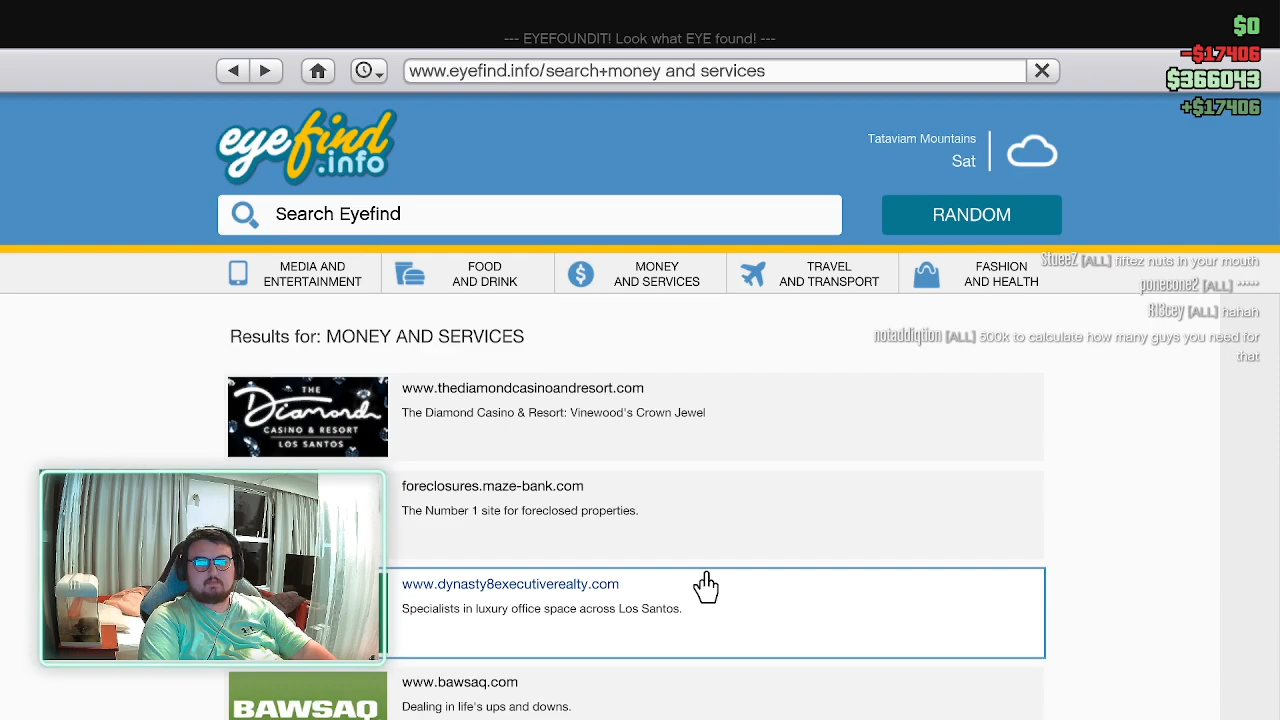 --- EYEFOUNDIT! Look what EYE found! ---
$0
-$17406
$366043
+$17406
www.eyefind.info/search+money and services
eyefind
.info
Tataviam Mountains
Sat
Search Eyefind
RANDOM
MEDIA AND
ENTERTAINMENT
FOOD
AND DRINK
MONEY
AND SERVICES
TRAVEL
AND TRANSPORT
FASHION
AND HEALTH
StueeZ [ALL] fiftez nuts in your mouth
ponecone2 [ALL] -----
R13cey [ALL] hahah
notaddigtion [ALL] 500k to calculate how many guys you need for
that
Results for: MONEY AND SERVICES
THE
Diamond
CASINO & RESORT
LOS SANTOS
www.thediamondcasinoandresort.com
The Diamond Casino & Resort: Vinewood's Crown Jewel
foreclosures.maze-bank.com
The Number 1 site for foreclosed properties.
www.dynasty8executiverealty.com
Specialists in luxury office space across Los Santos.
BAWSAQ
www.bawsaq.com
Dealing in life's ups and downs.